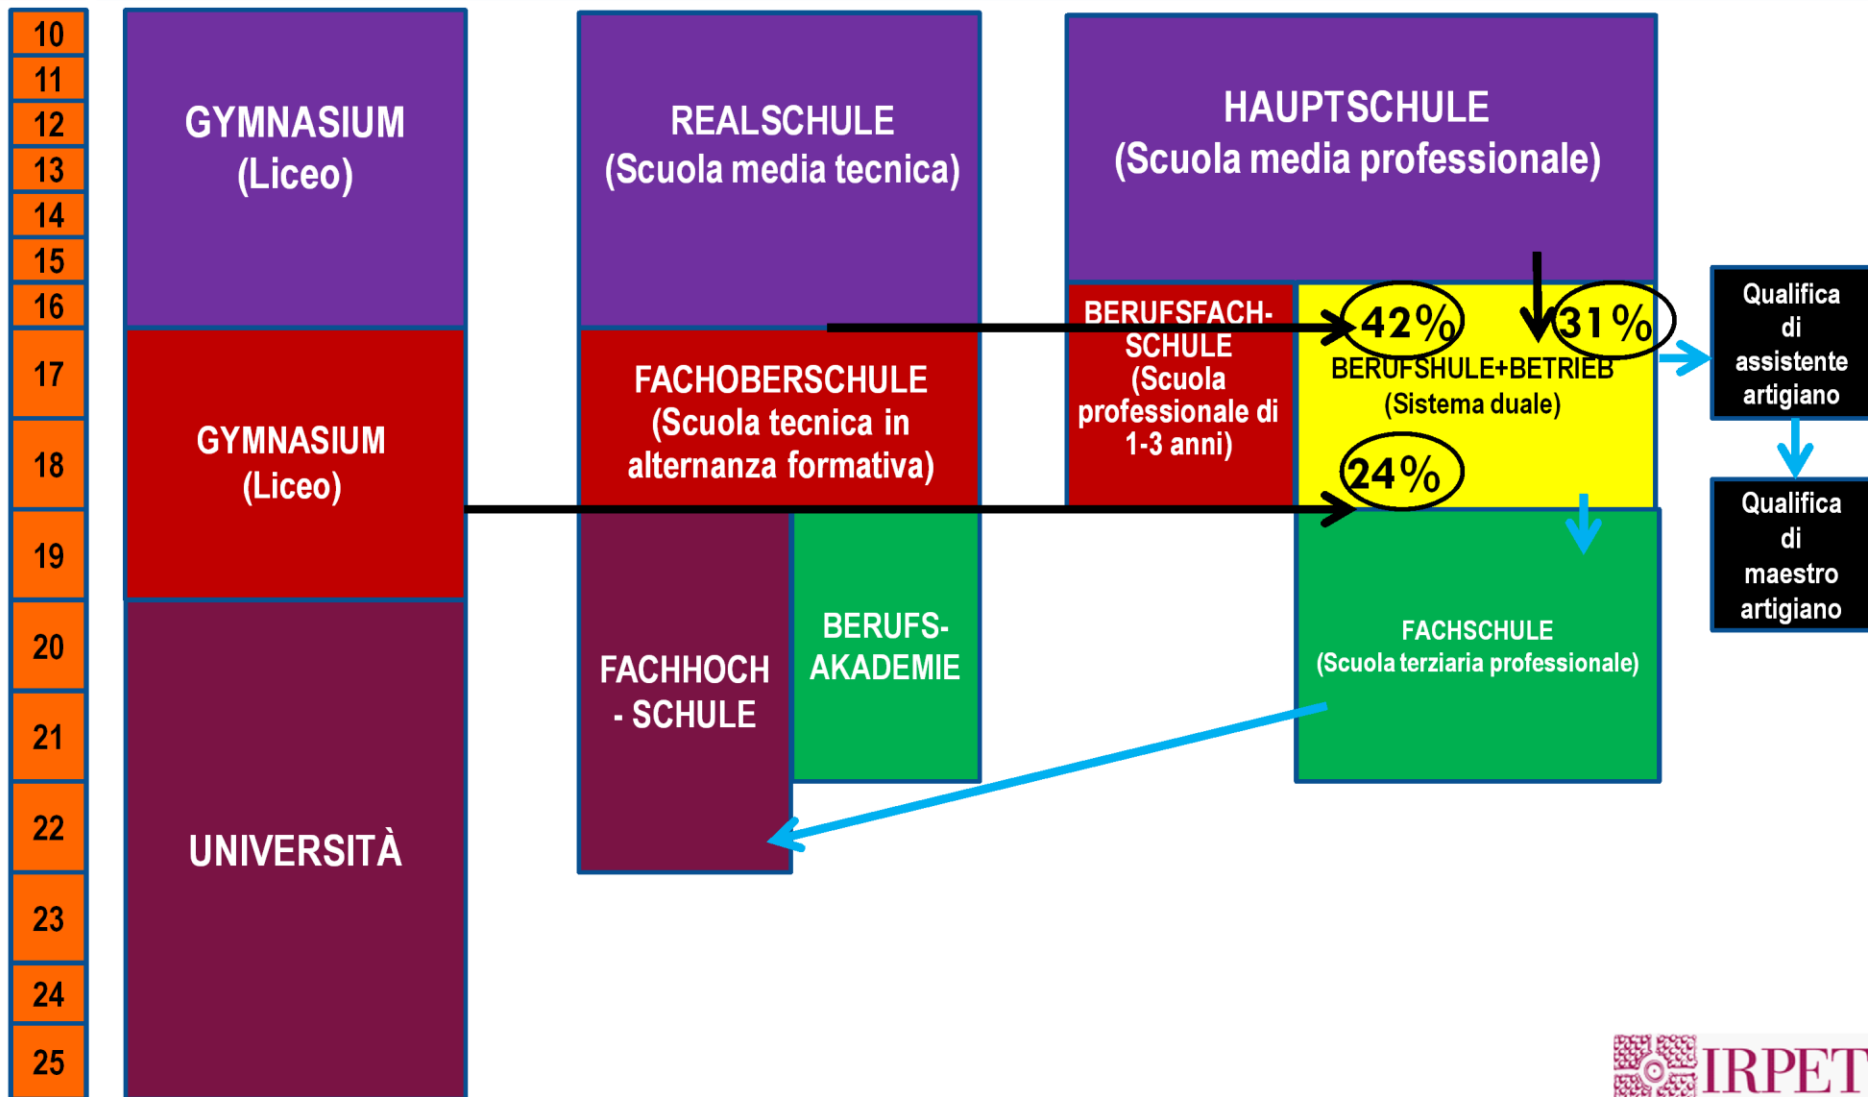 10
11
12
13
14
15
16
17
18
19
20
21
22
23
24
25
GYMNASIUM
(Liceo)
GYMNASIUM
(Liceo)
UNIVERSITÀ
REALSCHULE
(Scuola media tecnica)
FACHOBERSCHULE
(Scuola tecnica in
alternanza formativa)
FACHHOCH
- SCHULE
BERUFS-
AKADEMIE
HAUPTSCHULE
(Scuola media professionale)
BERUFSFACH-
SCHULE
(Scuola
professionale di
1-3 anni)
42%
31%
BERUFSHULE+BETRIEB
(Sistema duale)
24%
FACHSCHULE
(Scuola terziaria professionale)
Qualifica
di
assistente
artigiano
Qualifica
di
maestro
artigiano
IRPET